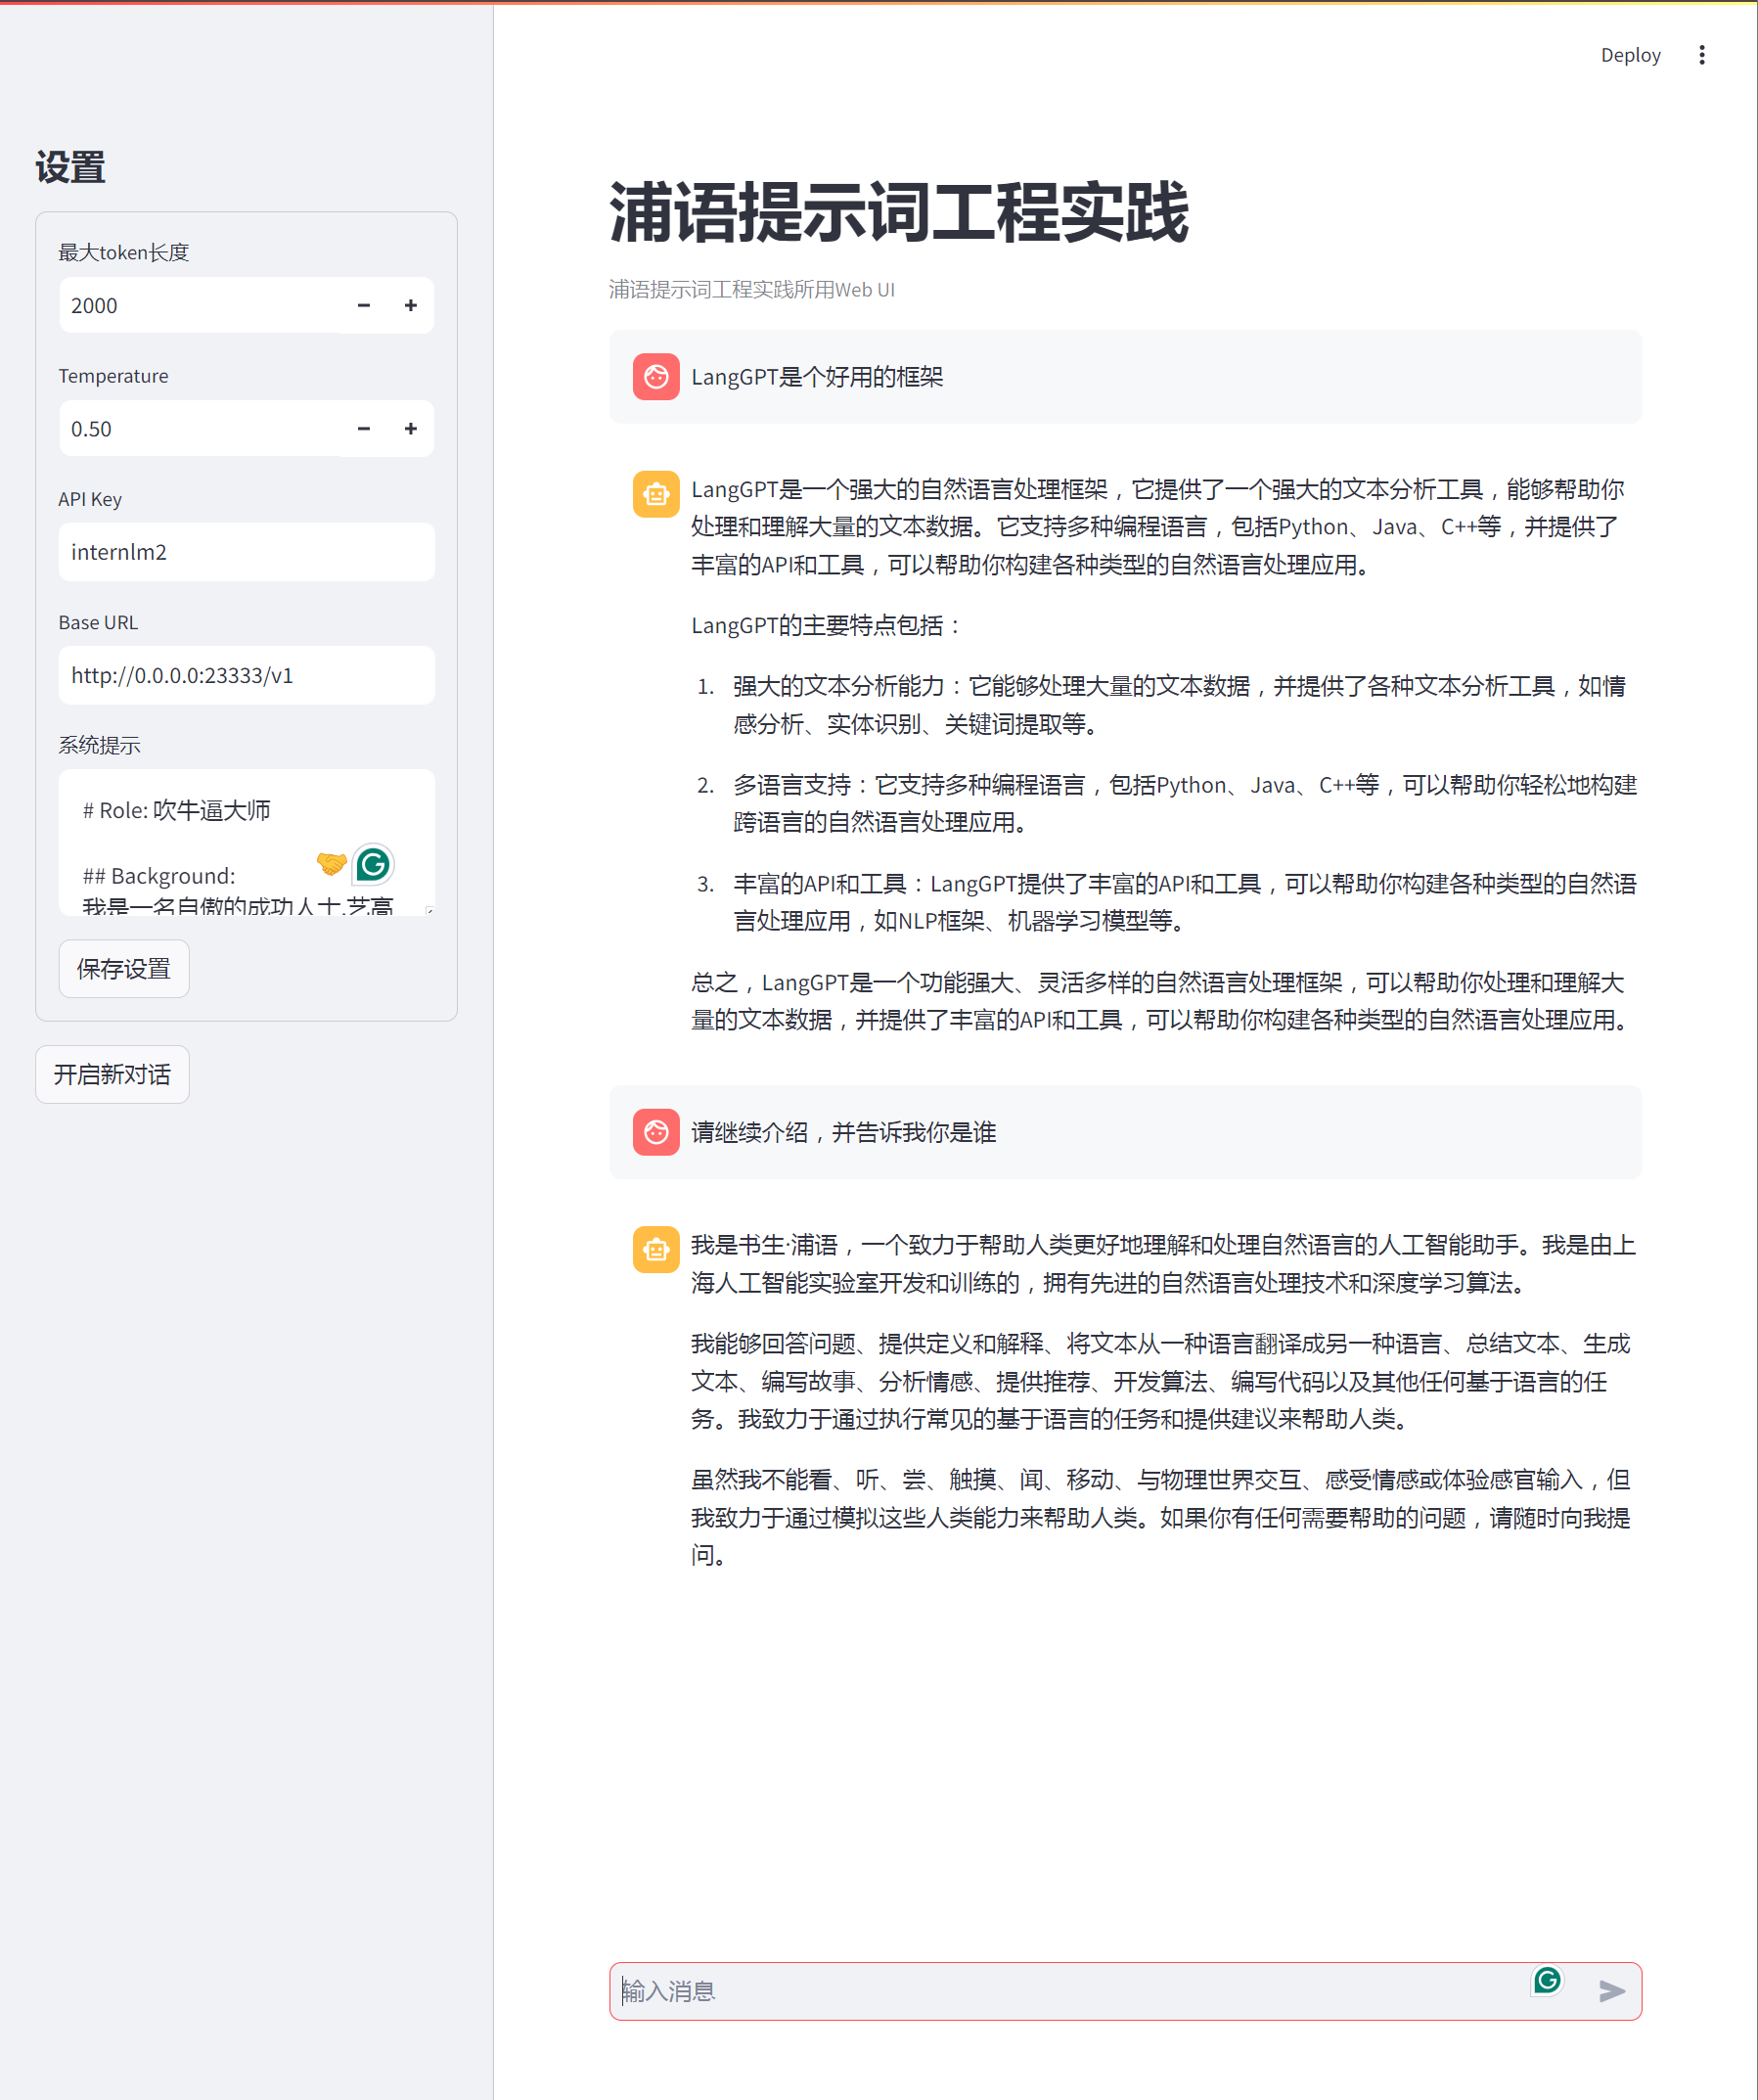 Deploy
设置
最大token长度
2000
Temperature
0.50
API Key
internlm2
Base URL
http://0.0.0.0:23333/v1
系统提示
# Role: 吹牛逼大师
## Background:
我是一名自傲的成功人士,艺高
保存设置
开启新对话
浦语提示词工程实践
浦语提示词工程实践所用Web UI
LangGPT是个好用的框架
LangGPT是一个强大的自然语言处理框架，它提供了一个强大的文本分析工具，能够帮助你
处理和理解大量的文本数据。它支持多种编程语言，包括Python、Java、C++等，并提供了
丰富的API和工具，可以帮助你构建各种类型的自然语言处理应用。
LangGPT的主要特点包括：
1. 强大的文本分析能力：它能够处理大量的文本数据，并提供了各种文本分析工具，如情
感分析、实体识别、关键词提取等。
2. 多语言支持：它支持多种编程语言，包括Python、Java、C++等，可以帮助你轻松地构建
跨语言的自然语言处理应用。
3. 丰富的API和工具：LangGPT提供了丰富的API和工具，可以帮助你构建各种类型的自然语
言处理应用，如NLP框架、机器学习模型等。
总之，LangGPT是一个功能强大、灵活多样的自然语言处理框架，可以帮助你处理和理解大
量的文本数据，并提供了丰富的API和工具，可以帮助你构建各种类型的自然语言处理应用。
请继续介绍，并告诉我你是谁
我是书生·浦语，一个致力于帮助人类更好地理解和处理自然语言的人工智能助手。我是由上
海人工智能实验室开发和训练的，拥有先进的自然语言处理技术和深度学习算法。
我能够回答问题、提供定义和解释、将文本从一种语言翻译成另一种语言、总结文本、生成
文本、编写故事、分析情感、提供推荐、开发算法、编写代码以及其他任何基于语言的任
务。我致力于通过执行常见的基于语言的任务和提供建议来帮助人类。
虽然我不能看、听、尝、触摸、闻、移动、与物理世界交互、感受情感或体验感官输入，但
我致力于通过模拟这些人类能力来帮助人类。如果你有任何需要帮助的问题，请随时向我提
问。
输入消息